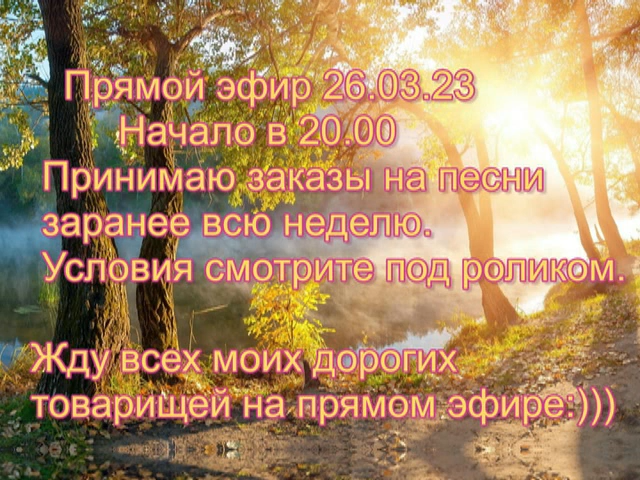 Прямой эфир 26.03.23
Начало в 20.00
Принимаю заказы на песни
заранее всю неделю.
Условия смотрите под роликом.
Жду всех моих дорогих
товарищей на прямом эфире:)))